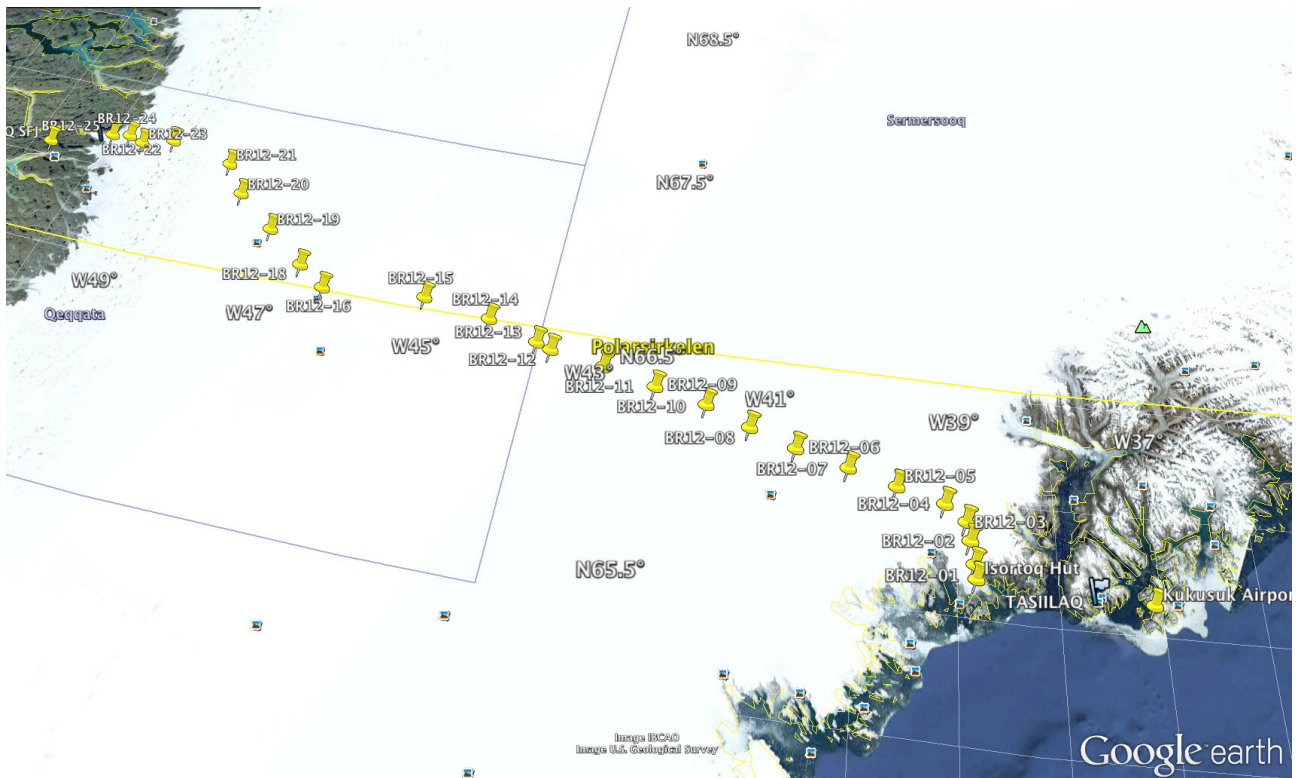 N68.5°
Sermersooq
BR12-24
Q SFJ
BR12-25
BR12-23
BR12-22
BR12-21
BR12-20
N67.5°
BR12-19
BR12-18
W49°
BR12-15
BR12-16
BR12-14
W47°
Qeqqata
BR12-13
W45°
Polarsirkelen
N66.5°
BR12-12
W43°
BR12-11
BR12-09
W41°
BR12-10
W39°
BR12-08
BR12-06
W37°
BR12-07
BR12-05
BR12-04
BR12-03
BR12-02
N65.5°
Isortoq Hut
BR12-01
TASIILAQ
Kukusuk Airpor
Image IBCAO
Image U.S. Geological Survey
Google earth